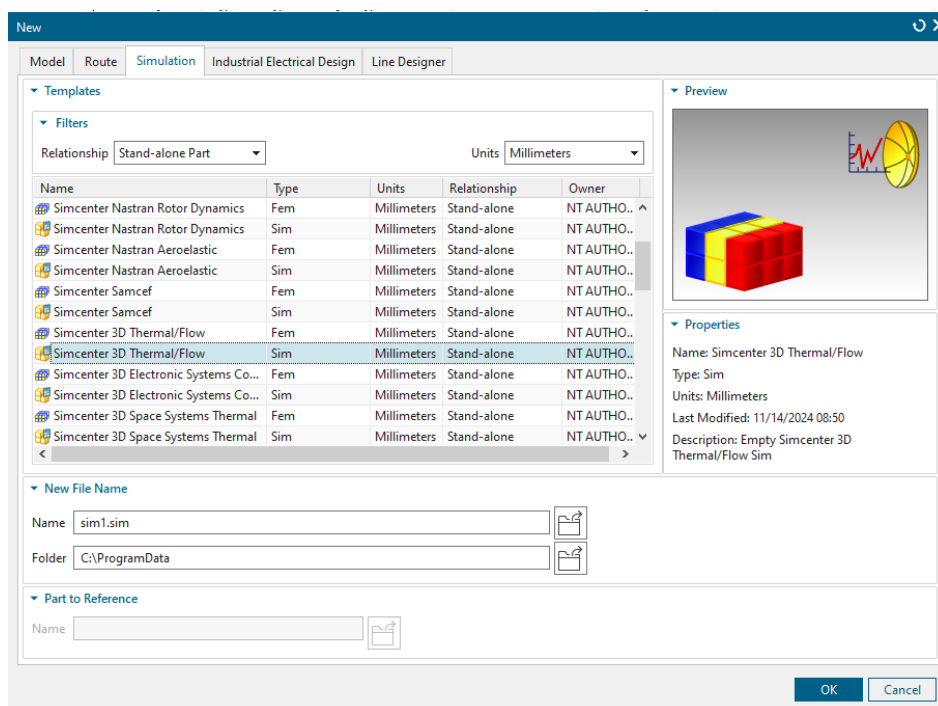 New
Model Route Simulation Industrial Electrical Design Line Designer
Templates
Filters
Relationship Stand-alone Part Units Millimeters
Name Type Units Relationship Owner
Simcenter Nastran Rotor Dynamics Fem Millimeters Stand-alone NT AUTHO..
Simcenter Nastran Rotor Dynamics Sim Millimeters Stand-alone NT AUTHO..
Simcenter Nastran Aeroelastic Fem Millimeters Stand-alone NT AUTHO..
Simcenter Nastran Aeroelastic Sim Millimeters Stand-alone NT AUTHO..
Simcenter Samcef Fem Millimeters Stand-alone NT AUTHO..
Simcenter Samcef Sim Millimeters Stand-alone NT AUTHO..
Simcenter 3D Thermal/Flow Fem Millimeters Stand-alone NT AUTHO..
Simcenter 3D Thermal/Flow Sim Millimeters Stand-alone NT AUTHO..
Simcenter 3D Electronic Systems Co... Fem Millimeters Stand-alone NT AUTHO..
Simcenter 3D Electronic Systems Co... Sim Millimeters Stand-alone NT AUTHO..
Simcenter 3D Space Systems Thermal Fem Millimeters Stand-alone NT AUTHO..
Simcenter 3D Space Systems Thermal Sim Millimeters Stand-alone NT AUTHO..
Preview
Properties
Name: Simcenter 3D Thermal/Flow
Type: Sim
Units: Millimeters
Last Modified: 11/14/2024 08:50
Description: Empty Simcenter 3D
Thermal/Flow Sim
New File Name
Name sim1.sim
Folder C:\ProgramData
Part to Reference
Name
OK Cancel